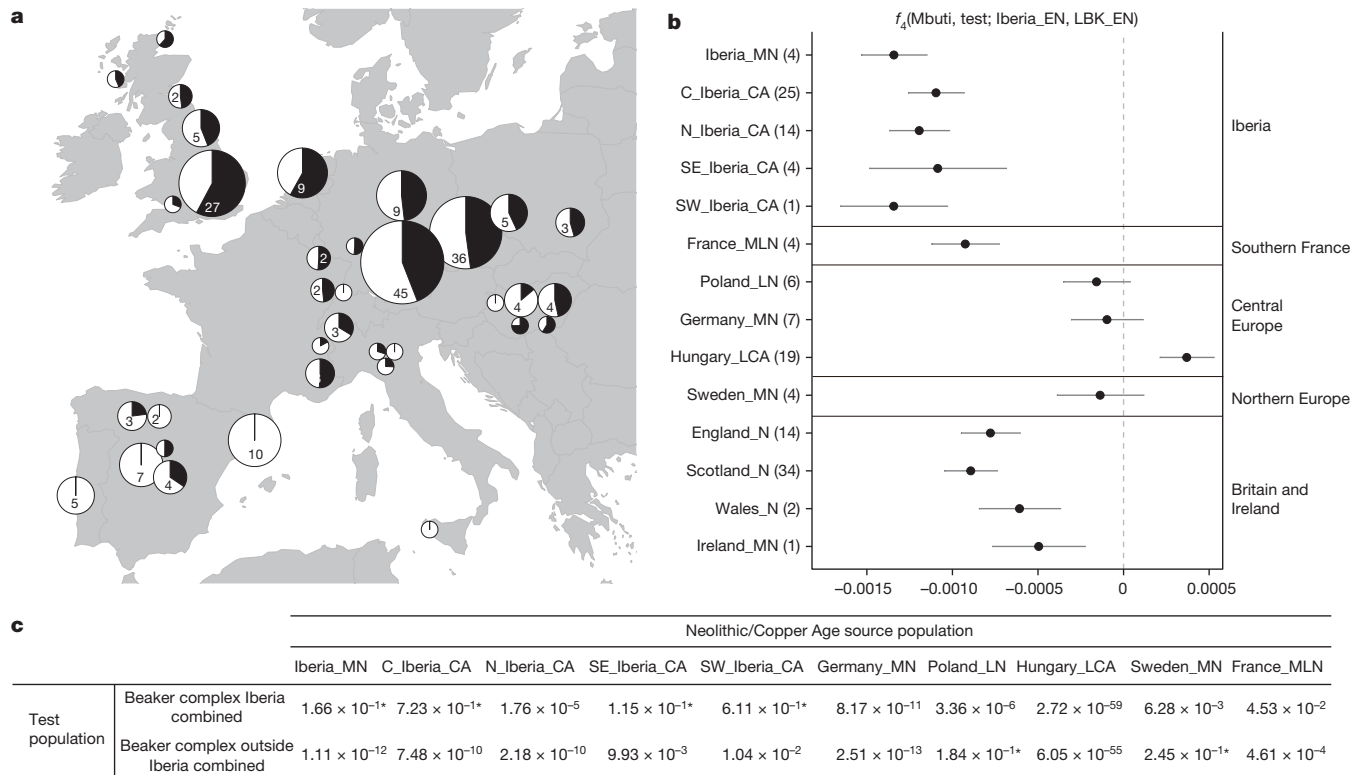 a
2
5
27
9
9
36
5
3
45
2
2
3
4
4
3
2
7
4
10
5
b
f4(Mbuti, test; Iberia_EN, LBK_EN)
Iberia_MN (4)
C_Iberia_CA (25)
N_Iberia_CA (14)
SE_Iberia_CA (4)
SW_Iberia_CA (1)
Iberia
France_MLN (4)
Southern France
Poland_LN (6)
Germany_MN (7)
Hungary_LCA (19)
Central
Europe
Sweden_MN (4)
Northern Europe
England_N (14)
Scotland_N (34)
Wales_N (2)
Ireland_MN (1)
Britain and
Ireland
−0.0015 −0.0010 −0.0005 0 0.0005
c
Neolithic/Copper Age source population
Iberia_MN C_Iberia_CA N_Iberia_CA SE_Iberia_CA SW_Iberia_CA Germany_MN Poland_LN Hungary_LCA Sweden_MN France_MLN
Test
population
Beaker complex Iberia
combined
1.66 × 10⁻¹* 7.23 × 10⁻¹* 1.76 × 10⁻⁵ 1.15 × 10⁻¹* 6.11 × 10⁻¹* 8.17 × 10⁻¹¹ 3.36 × 10⁻⁶ 2.72 × 10⁻⁵⁹ 6.28 × 10⁻³ 4.53 × 10⁻²
Beaker complex outside
Iberia combined
1.11 × 10⁻¹² 7.48 × 10⁻¹⁰ 2.18 × 10⁻¹⁰ 9.93 × 10⁻³ 1.04 × 10⁻² 2.51 × 10⁻¹³ 1.84 × 10⁻¹* 6.05 × 10⁻⁵⁵ 2.45 × 10⁻¹* 4.61 × 10⁻⁴